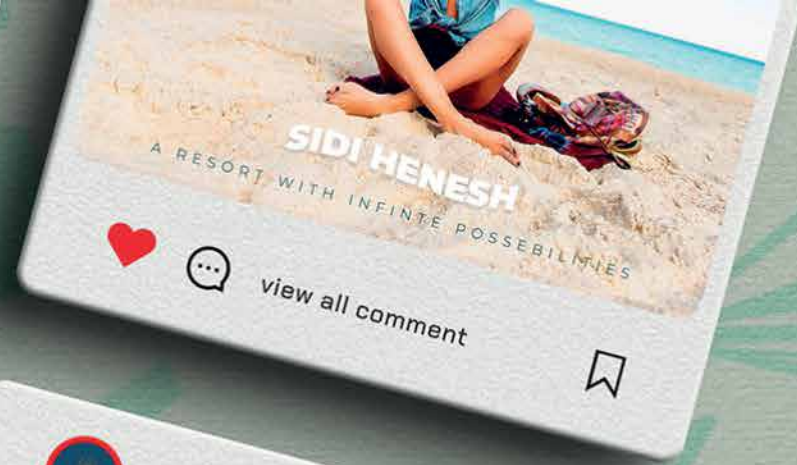 SIDI HENESH
A RESORT WITH INFINTE POSSEBILITIES
view all comment